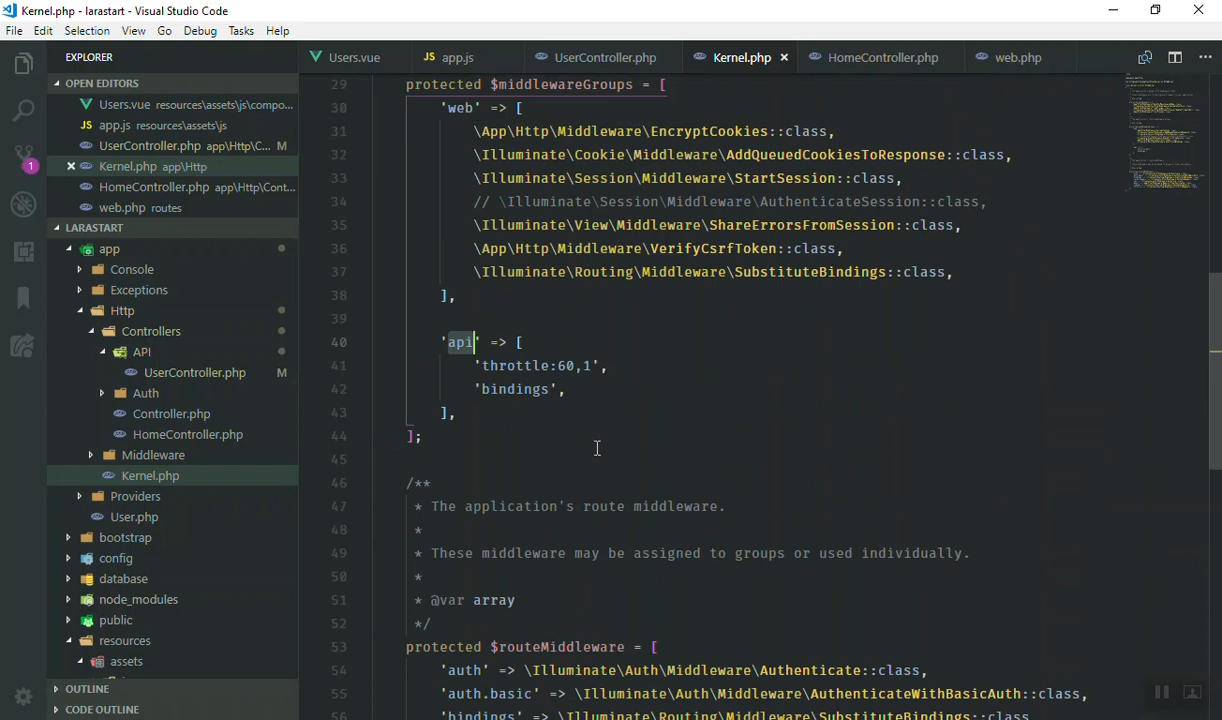 Kernel.php - larastart - Visual Studio Code
File Edit Selection View Go Debug Tasks Help
EXPLORER
Users.vue
JS app.js
UserController.php
Kernel.php
HomeController.php
web.php
OPEN EDITORS
Users.vue resources\assets\js\compo...
JS app.js resources\assets\js
UserController.php app\Http\C... M
Kernel.php app\Http
HomeController.php app\Http\Cont...
web.php routes
1
LARASTART
app
Console
Exceptions
Http
Controllers
API
UserController.php M
Auth
Controller.php
HomeController.php
Middleware
Kernel.php
Providers
User.php
bootstrap
config
database
node_modules
public
resources
assets
OUTLINE
CODE OUTLINE
29 protected $middlewareGroups = [
30 'web' => [
31 \App\Http\Middleware\EncryptCookies::class,
32 \Illuminate\Cookie\Middleware\AddQueuedCookiesToResponse::class,
33 \Illuminate\Session\Middleware\StartSession::class,
34 // \Illuminate\Session\Middleware\AuthenticateSession::class,
35 \Illuminate\View\Middleware\ShareErrorsFromSession::class,
36 \App\Http\Middleware\VerifyCsrfToken::class,
37 \Illuminate\Routing\Middleware\SubstituteBindings::class,
38 ],
39
40 'api' => [
41 'throttle:60,1',
42 'bindings',
43 ],
44 ];
45
46 /**
47 * The application's route middleware.
48 *
49 * These middleware may be assigned to groups or used individually.
50 *
51 * @var array
52 */
53 protected $routeMiddleware = [
54 'auth' => \Illuminate\Auth\Middleware\Authenticate::class,
55 'auth.basic' => \Illuminate\Auth\Middleware\AuthenticateWithBasicAuth::class,
56 'bindings' => \Illuminate\Routing\Middleware\SubstituteBindings::class